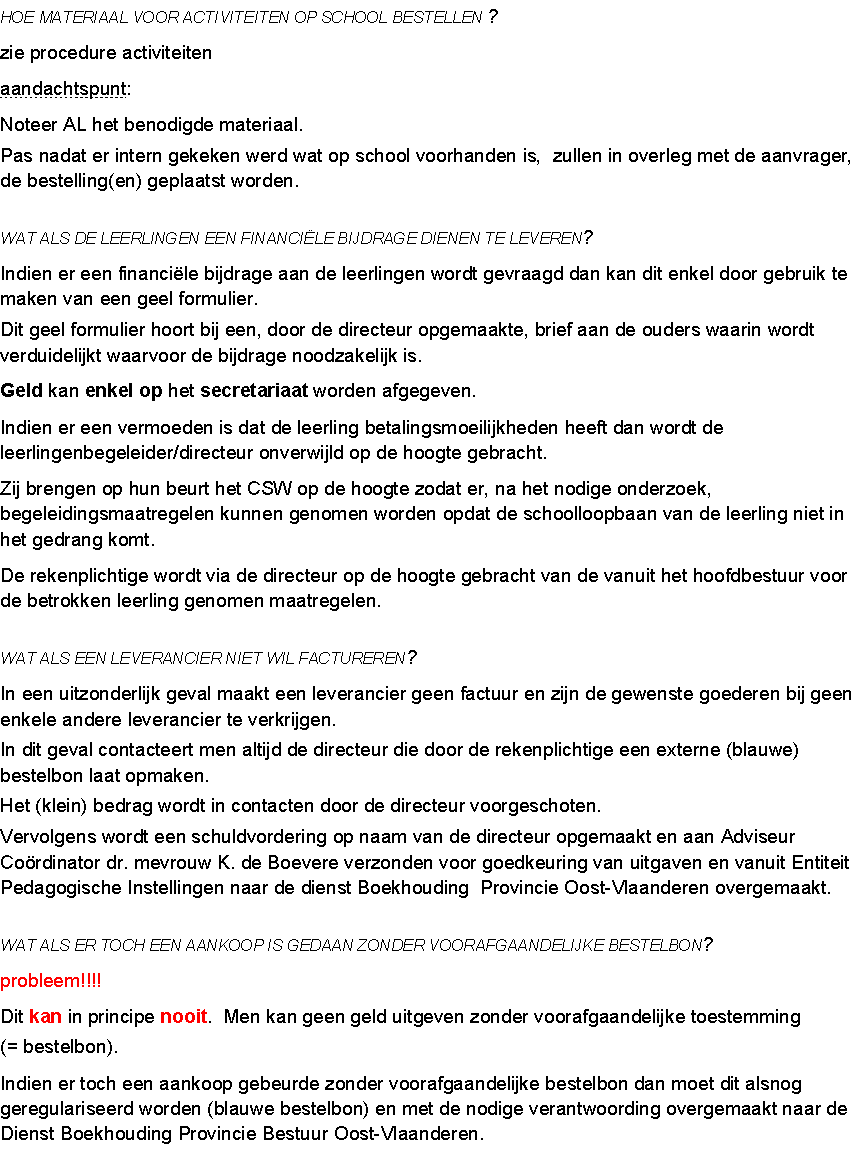 HOE MATERIAAL VOOR ACTIVITEITEN OP SCHOOL BESTELLEN ?
zie procedure activiteiten
aandachtspunt:
Noteer AL het benodigde materiaal.
Pas nadat er intern gekeken werd wat op school voorhanden is,  zullen in overleg met de aanvrager,
de bestelling(en) geplaatst worden.
WAT ALS DE LEERLINGEN EEN FINANCIËLE BIJDRAGE DIENEN TE LEVEREN?
Indien er een financiële bijdrage aan de leerlingen wordt gevraagd dan kan dit enkel door gebruik te
maken van een geel formulier.
Dit geel formulier hoort bij een, door de directeur opgemaakte, brief aan de ouders waarin wordt
verduidelijkt waarvoor de bijdrage noodzakelijk is.
Geld kan enkel op het secretariaat worden afgegeven.
Indien er een vermoeden is dat de leerling betalingsmoeilijkheden heeft dan wordt de
leerlingenbegeleider/directeur onverwijld op de hoogte gebracht.
Zij brengen op hun beurt het CSW op de hoogte zodat er, na het nodige onderzoek,
begeleidingsmaatregelen kunnen genomen worden opdat de schoolloopbaan van de leerling niet in
het gedrang komt.
De rekenplichtige wordt via de directeur op de hoogte gebracht van de vanuit het hoofdbestuur voor
de betrokken leerling genomen maatregelen.
WAT ALS EEN LEVERANCIER NIET WIL FACTUREREN?
In een uitzonderlijk geval maakt een leverancier geen factuur en zijn de gewenste goederen bij geen
enkele andere leverancier te verkrijgen.
In dit geval contacteert men altijd de directeur die door de rekenplichtige een externe (blauwe)
bestelbon laat opmaken.
Het (klein) bedrag wordt in contacten door de directeur voorgeschoten.
Vervolgens wordt een schuldvordering op naam van de directeur opgemaakt en aan Adviseur
Coördinator dr. mevrouw K. de Boevere verzonden voor goedkeuring van uitgaven en vanuit Entiteit
Pedagogische Instellingen naar de dienst Boekhouding  Provincie Oost-Vlaanderen overgemaakt.
WAT ALS ER TOCH EEN AANKOOP IS GEDAAN ZONDER VOORAFGAANDELIJKE BESTELBON?
probleem!!!!
Dit kan in principe nooit.  Men kan geen geld uitgeven zonder voorafgaandelijke toestemming
(= bestelbon).
Indien er toch een aankoop gebeurde zonder voorafgaandelijke bestelbon dan moet dit alsnog
geregulariseerd worden (blauwe bestelbon) en met de nodige verantwoording overgemaakt naar de
Dienst Boekhouding Provincie Bestuur Oost-Vlaanderen.